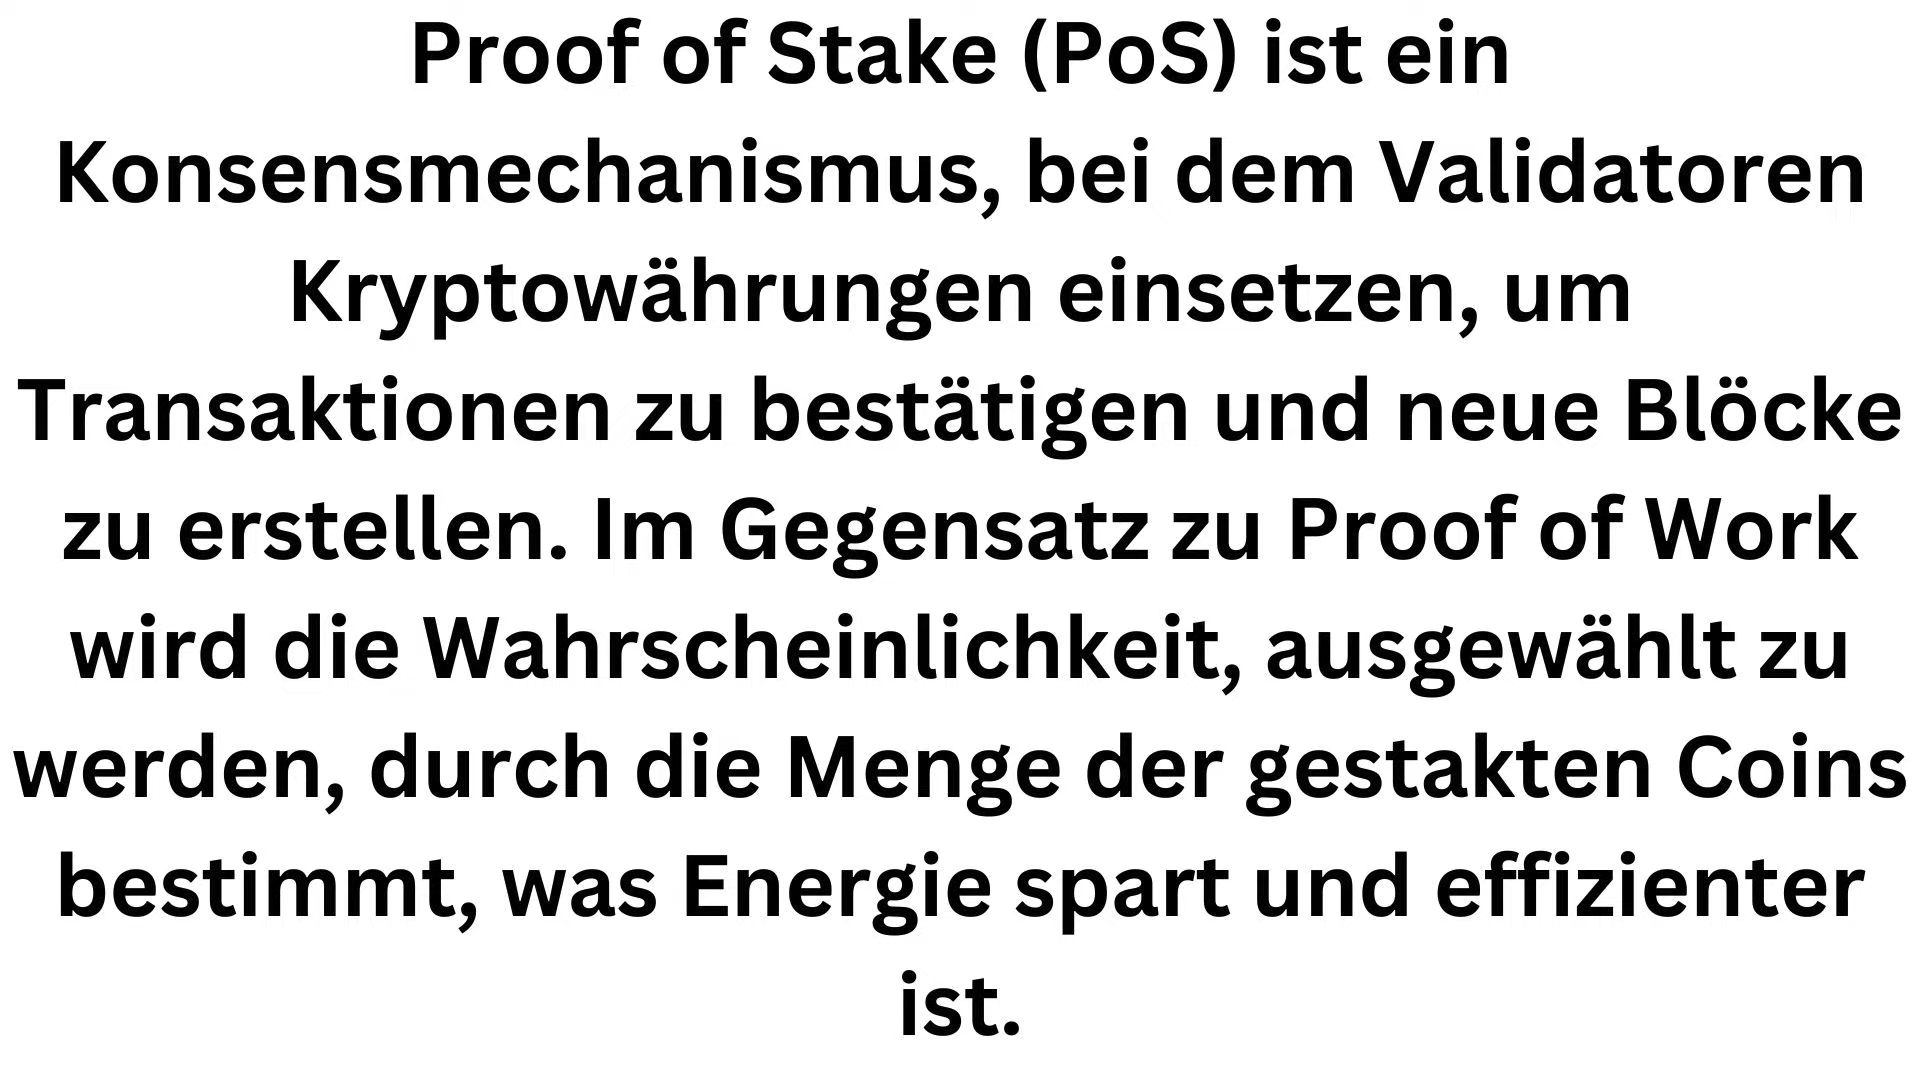 Proof of Stake (PoS) ist ein
Konsensmechanismus, bei dem Validatoren
Kryptowährungen einsetzen, um
Transaktionen zu bestätigen und neue Blöcke
zu erstellen. Im Gegensatz zu Proof of Work
wird die Wahrscheinlichkeit, ausgewählt zu
werden, durch die Menge der gestakten Coins
bestimmt, was Energie spart und effizienter
ist.